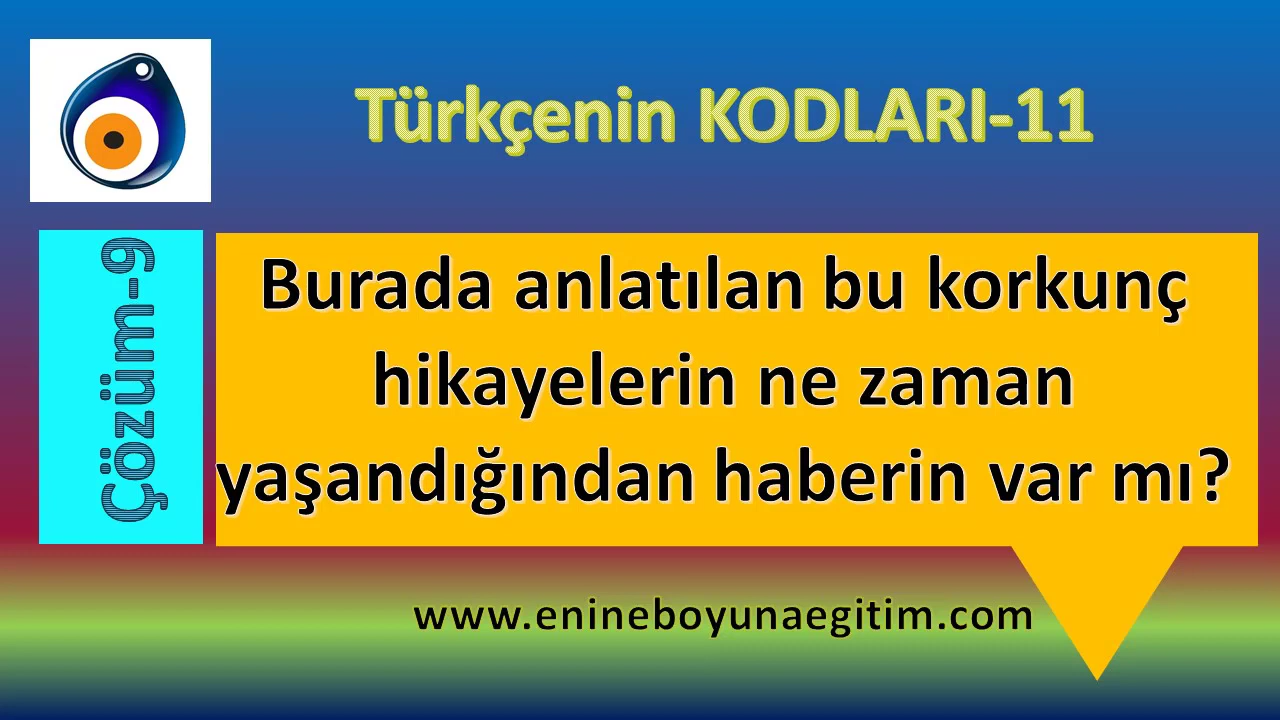 Türkçenin KODLARI-11
Çözüm-9
Burada anlatılan bu korkunç
hikayelerin ne zaman
yaşandığından haberin var mı?
www.enineboyunaegitim.com